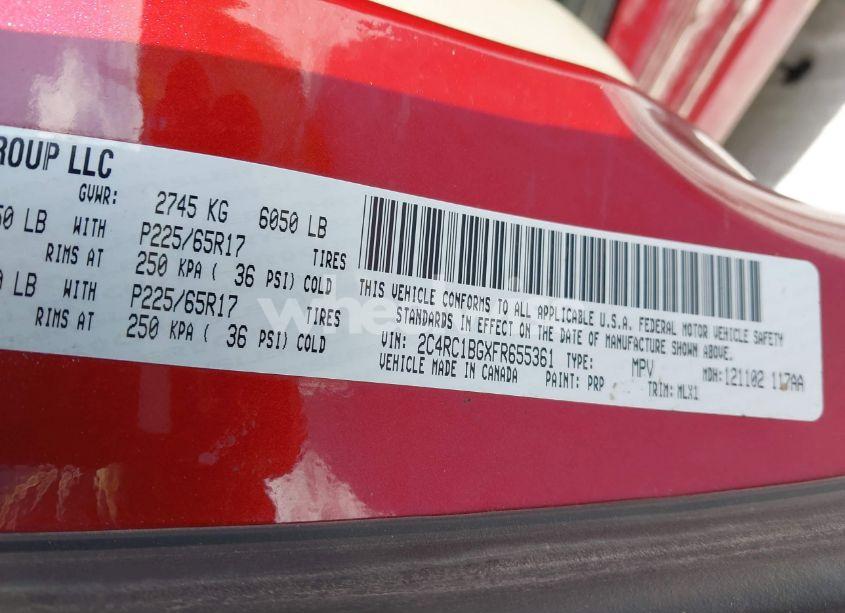 ROUP LLC
GVWR: 2745 KG 6050 LB
50 LB WITH P225/65R17 TIRES
RIMS AT 250 KPA ( 36 PSI) COLD
0 LB WITH P225/65R17 TIRES
RIMS AT 250 KPA ( 36 PSI) COLD
THIS VEHICLE CONFORMS TO ALL APPLICABLE U.S.A. FEDERAL MOTOR VEHICLE SAFETY
STANDARDS IN EFFECT ON THE DATE OF MANUFACTURE SHOWN ABOVE.
VIN: 2C4RC1BGXFR655361 TYPE: MPV MDH: 121102 117AA
VEHICLE MADE IN CANADA PAINT: PRP TRIM: MLX1